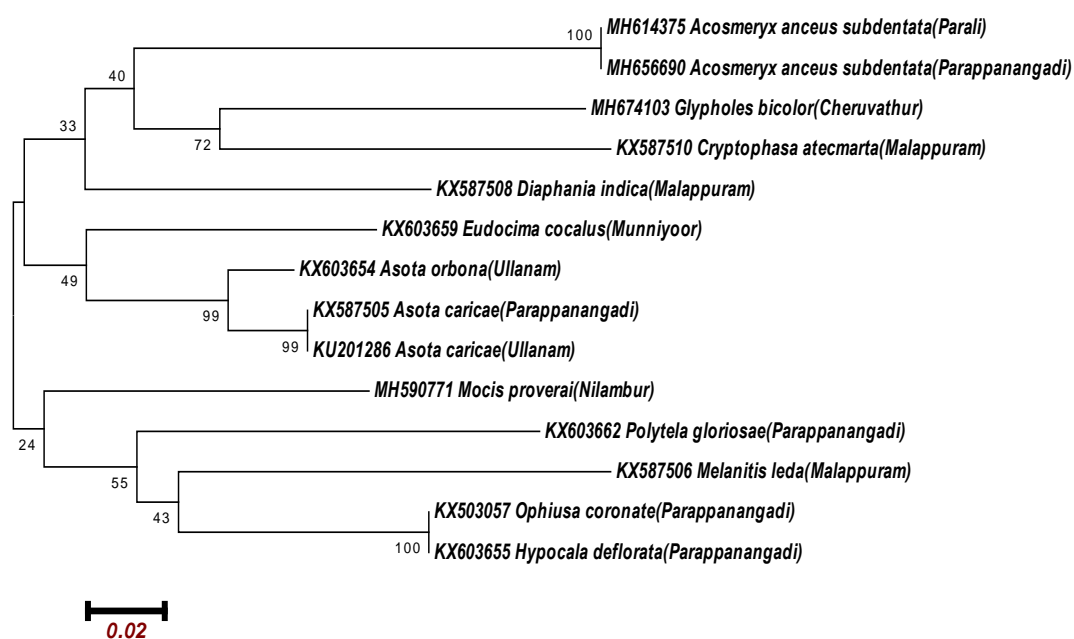 100
MH614375 Acosmeryx anceus subdentata(Parali)
MH656690 Acosmeryx anceus subdentata(Parappanangadi)
40
MH674103 Glypholes bicolor(Cheruvathur)
72
KX587510 Cryptophasa atecmarta(Malappuram)
33
KX587508 Diaphania indica(Malappuram)
KX603659 Eudocima cocalus(Munniyoor)
49
KX603654 Asota orbona(Ullanam)
99
KX587505 Asota caricae(Parappanangadi)
99
KU201286 Asota caricae(Ullanam)
MH590771 Mocis proverai(Nilambur)
24
KX603662 Polytela gloriosae(Parappanangadi)
55
KX587506 Melanitis leda(Malappuram)
43
KX503057 Ophiusa coronate(Parappanangadi)
100
KX603655 Hypocala deflorata(Parappanangadi)
0.02